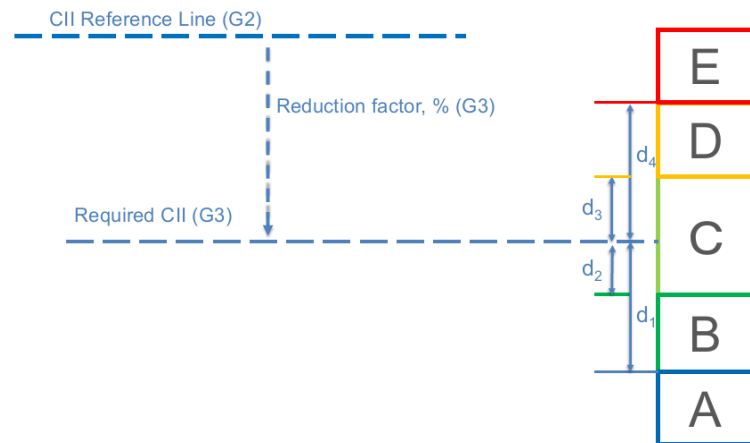 CII Reference Line (G2)
E
Reduction factor, % (G3)
D
d4
d3
Required CII (G3)
C
d2
d1
B
A